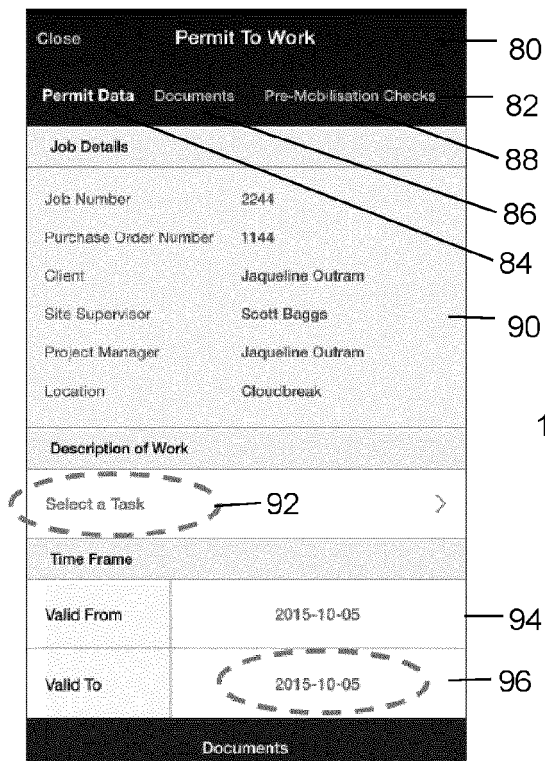 Close Permit To Work 80
Permit Data Documents Pre-Mobilisation Checks 82
Job Details 88
Job Number 2244 86
Purchase Order Number 1144 84
Client Jaqueline Outram
Site Supervisor Scott Baggs 90
Project Manager Jaqueline Outram
Location Cloudbreak
1
Description of Work
Select a Task 92 >
Time Frame
Valid From 2015-10-05 94
Valid To 2015-10-05 96
Documents